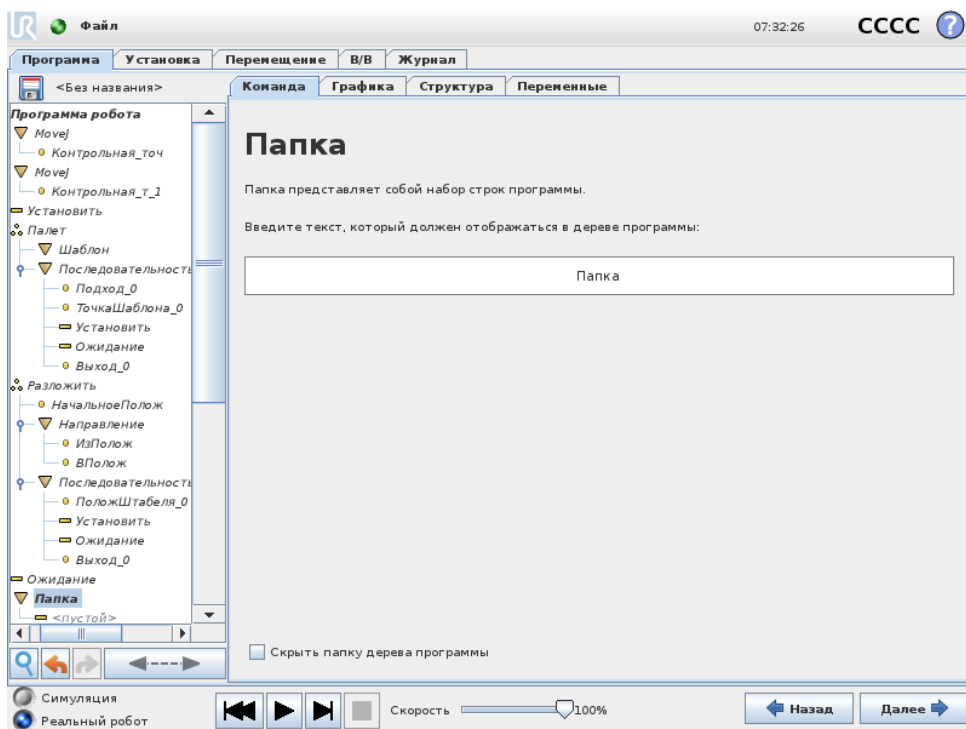 UR
Файл
07:32:26
CCCC
?
Программа
Установка
Перемещение
В/В
Журнал
<Без названия>
Команда
Графика
Структура
Переменные
Программа робота
MoveJ
Контрольная_точ
MoveJ
Контрольная_т_1
Установить
Палет
Шаблон
Последовательность
Подход_0
ТочкаШаблона_0
Установить
Ожидание
Выход_0
Разложить
НачальноеПолож
Направление
ИзПолож
ВПолож
Последовательность
ПоложШтабеля_0
Установить
Ожидание
Выход_0
Ожидание
Папка
<пустой>
Папка
Папка представляет собой набор строк программы.
Введите текст, который должен отображаться в дереве программы:
Папка
Скрыть папку дерева программы
Симуляция
Реальный робот
Скорость
100%
Назад
Далее